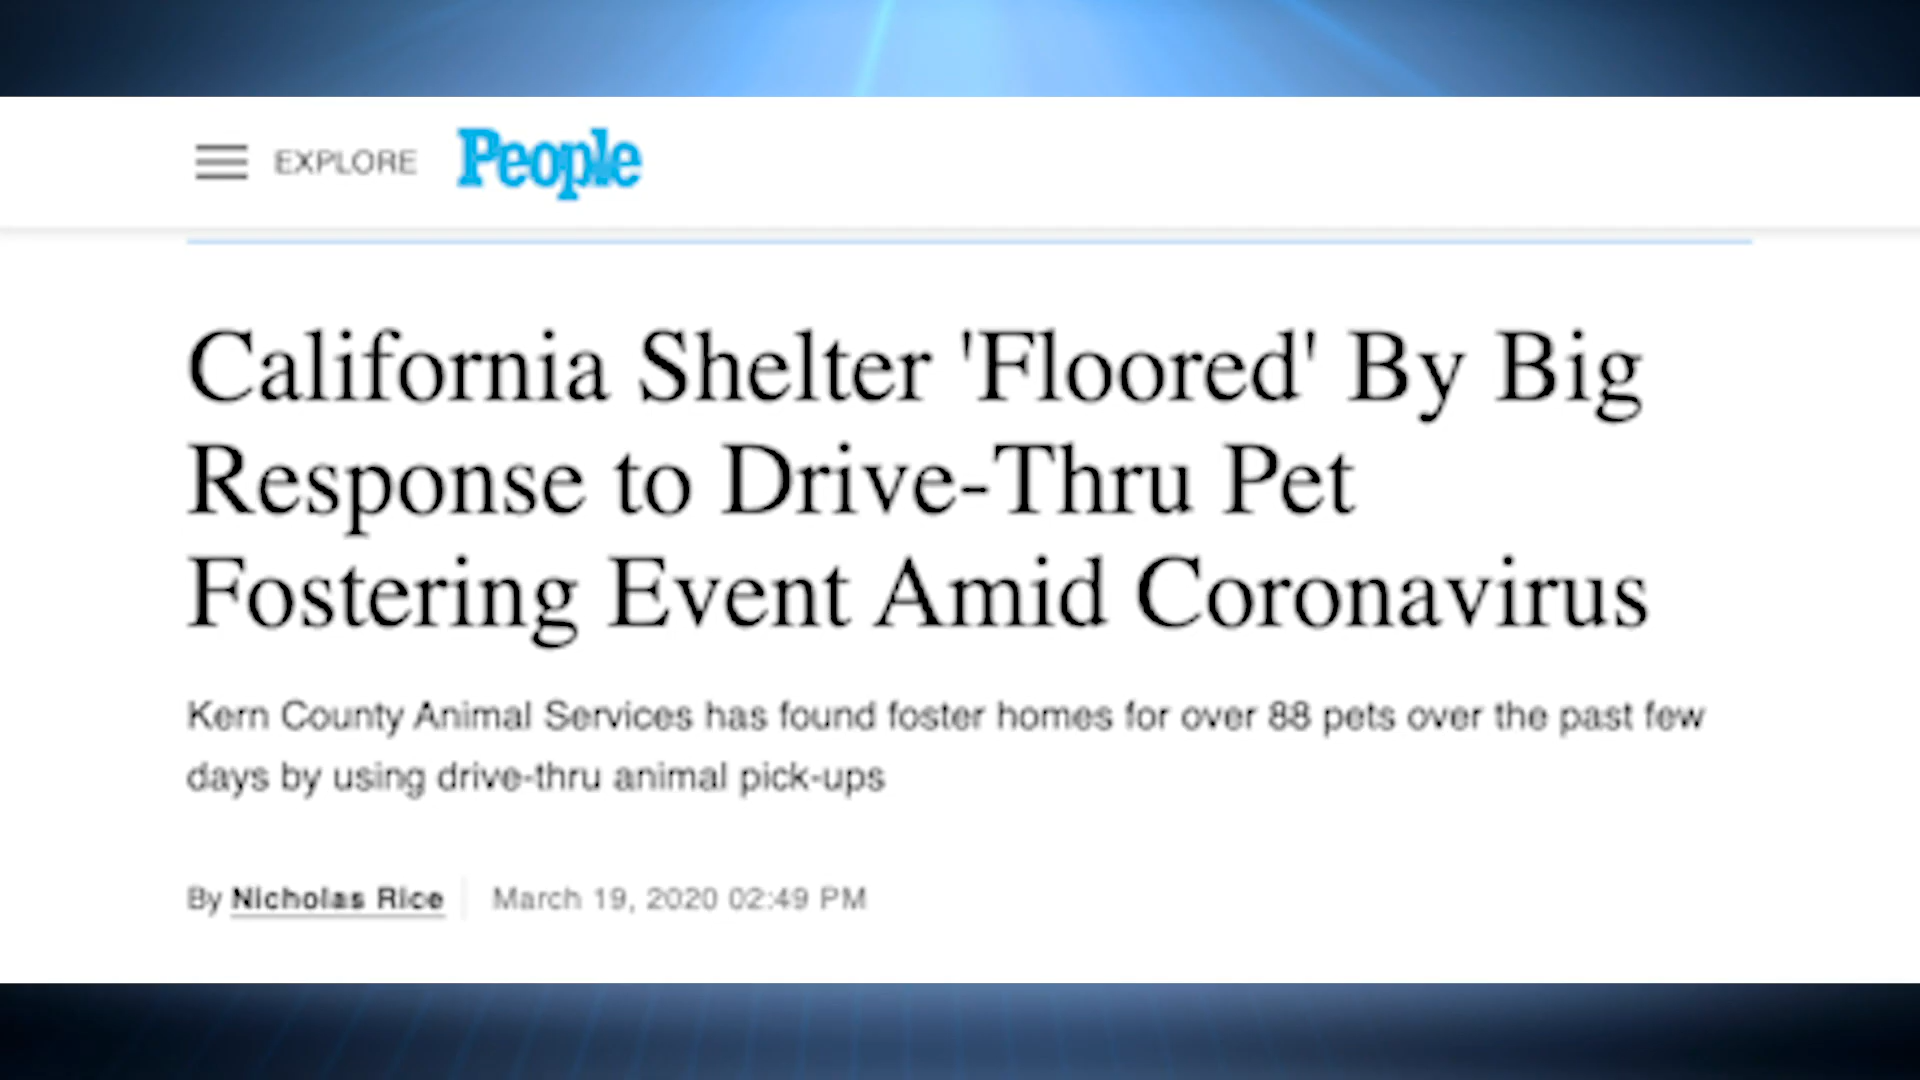 EXPLORE People
California Shelter 'Floored' By Big
Response to Drive-Thru Pet
Fostering Event Amid Coronavirus
Kern County Animal Services has found foster homes for over 88 pets over the past few
days by using drive-thru animal pick-ups
By Nicholas Rice March 19, 2020 02:49 PM